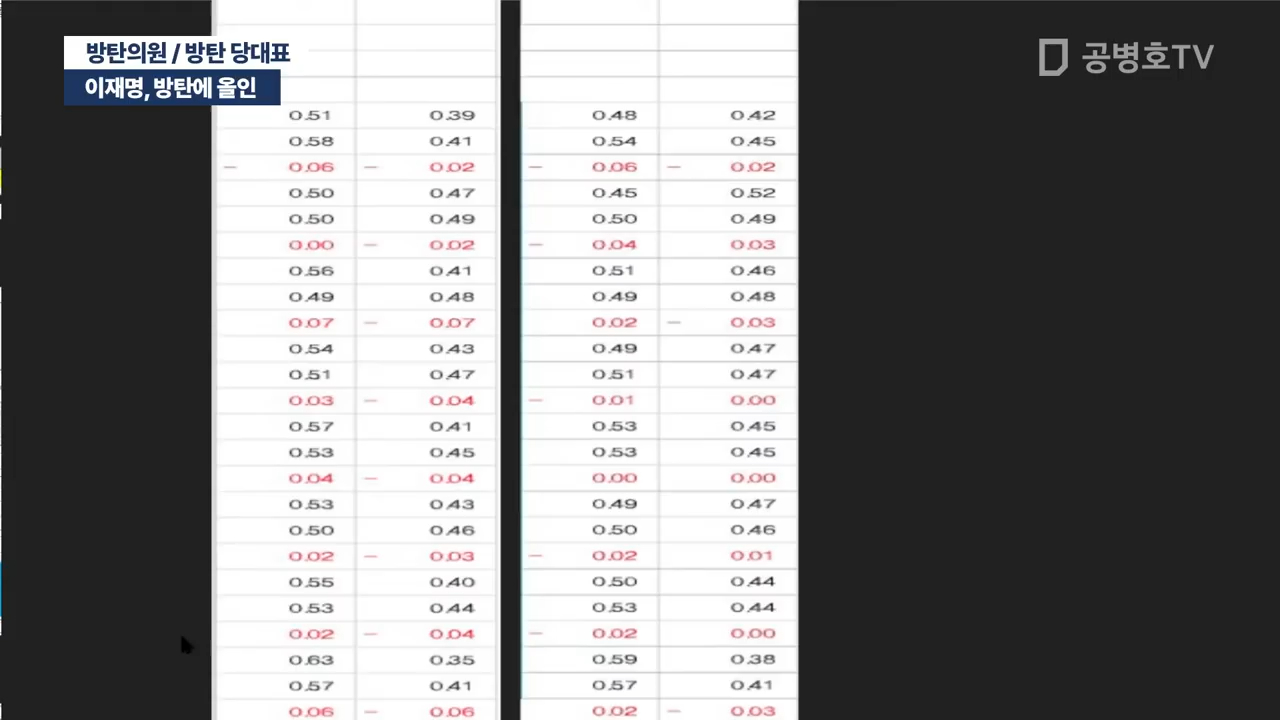 방탄의원 / 방탄 당대표
이재명, 방탄에 올인
공병호TV
0.51 0.39 0.48 0.42
0.58 0.41 0.54 0.45
- 0.06 - 0.02 - 0.06 - 0.02
0.50 0.47 0.45 0.52
0.50 0.49 0.50 0.49
0.00 - 0.02 - 0.04 0.03
0.56 0.41 0.51 0.46
0.49 0.48 0.49 0.48
0.07 - 0.07 0.02 - 0.03
0.54 0.43 0.49 0.47
0.51 0.47 0.51 0.47
0.03 - 0.04 - 0.01 0.00
0.57 0.41 0.53 0.45
0.53 0.45 0.53 0.45
0.04 - 0.04 0.00 0.00
0.53 0.43 0.49 0.47
0.50 0.46 0.50 0.46
0.02 - 0.03 - 0.02 0.01
0.55 0.40 0.50 0.44
0.53 0.44 0.53 0.44
0.02 - 0.04 - 0.02 0.00
0.63 0.35 0.59 0.38
0.57 0.41 0.57 0.41
0.06 - 0.06 0.02 - 0.03